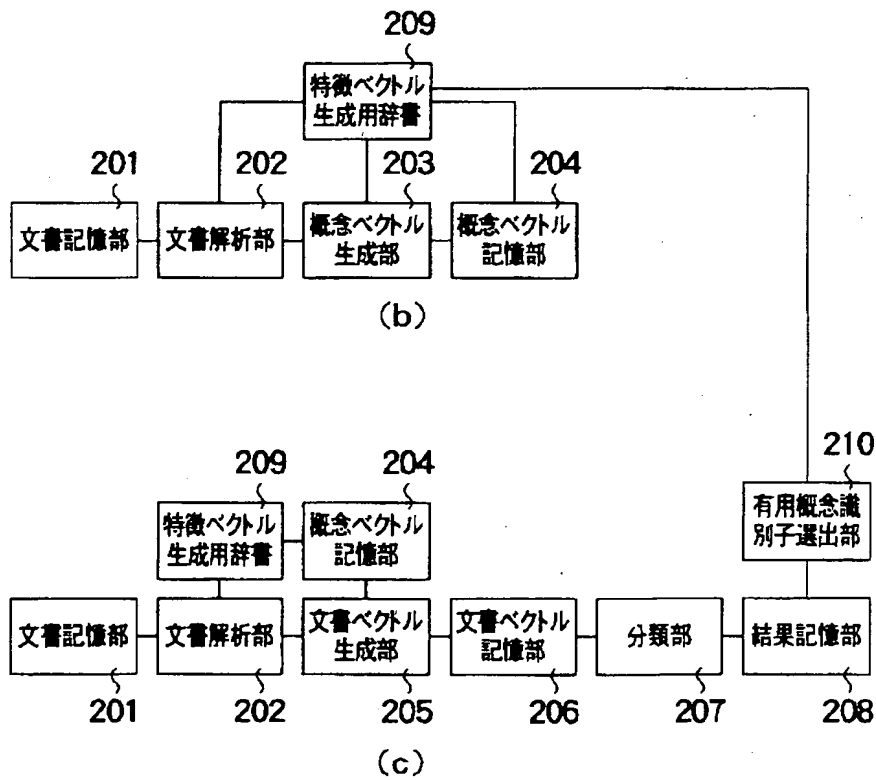 209
特徴ベクトル
生成用辞書
201
202
203
204
文書記憶部
文書解析部
概念ベクトル
生成部
概念ベクトル
記憶部
(b)
210
有用概念識
別子選出部
209
204
特徴ベクトル
生成用辞書
概念ベクトル
記憶部
文書記憶部
文書解析部
文書ベクトル
生成部
文書ベクトル
記憶部
分類部
結果記憶部
201
202
205
206
207
208
(c)